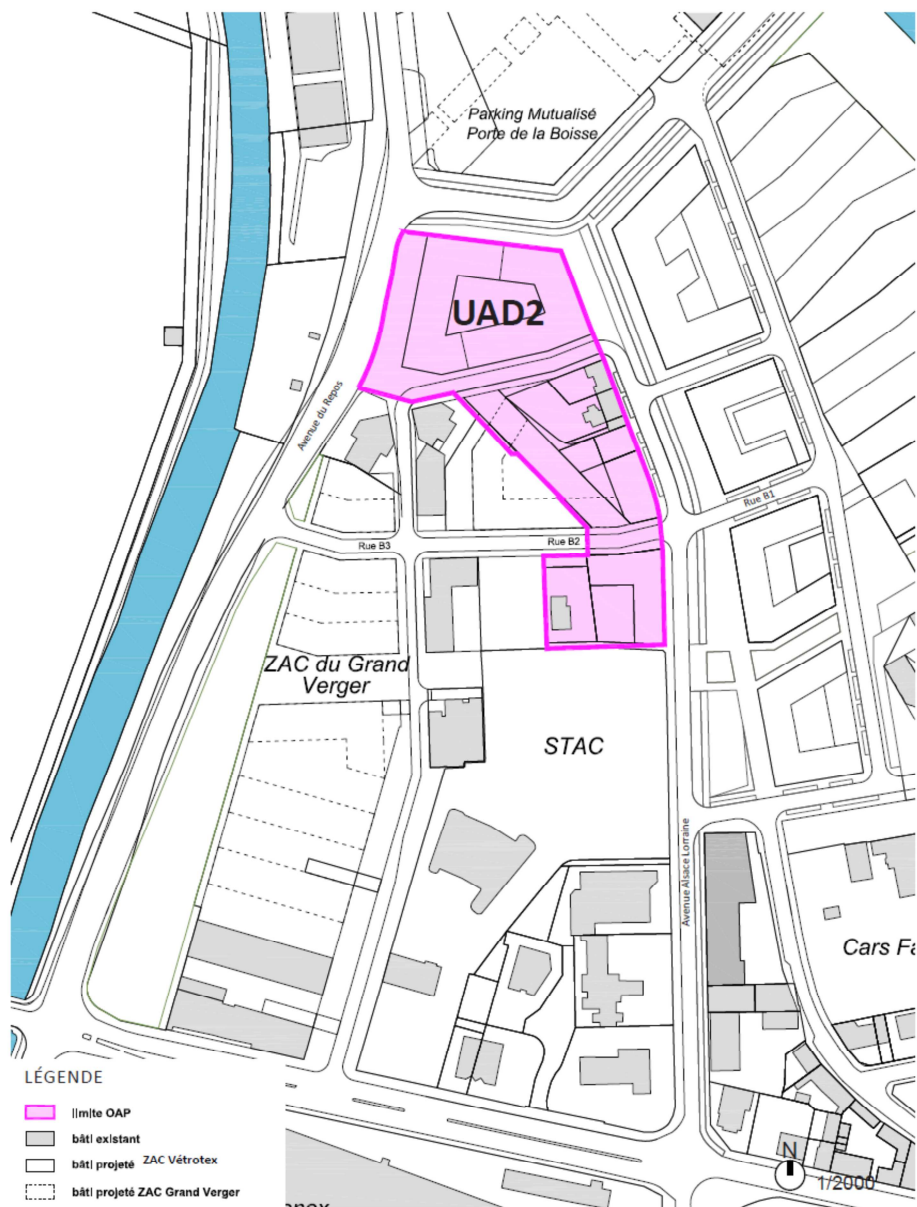 Parking Mutualisé
Porte de la Boisse
UAD2
Avenue du Repos
Rue B1
Rue B3
Rue B2
ZAC du Grand
Verger
STAC
Avenue Alsace Lorraine
Cars Fa
LÉGENDE
limite OAP
bâti existant
bâti projeté ZAC Vétrotex
bâti projeté ZAC Grand Verger
N
1/2000